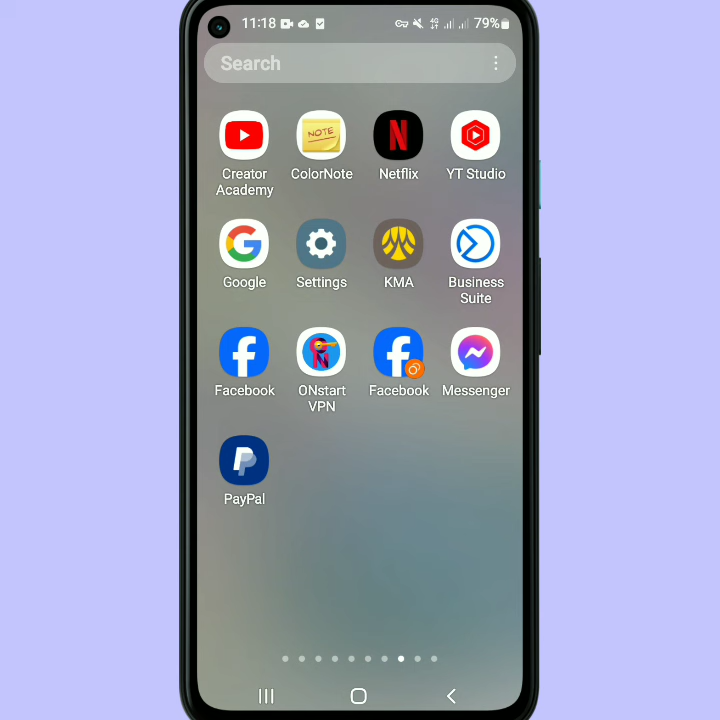 11:18
4G
79%
Search
NOTE
Creator
Academy
ColorNote
Netflix
YT Studio
Google
Settings
KMA
Business
Suite
Facebook
ONstart
VPN
Facebook
Messenger
PayPal